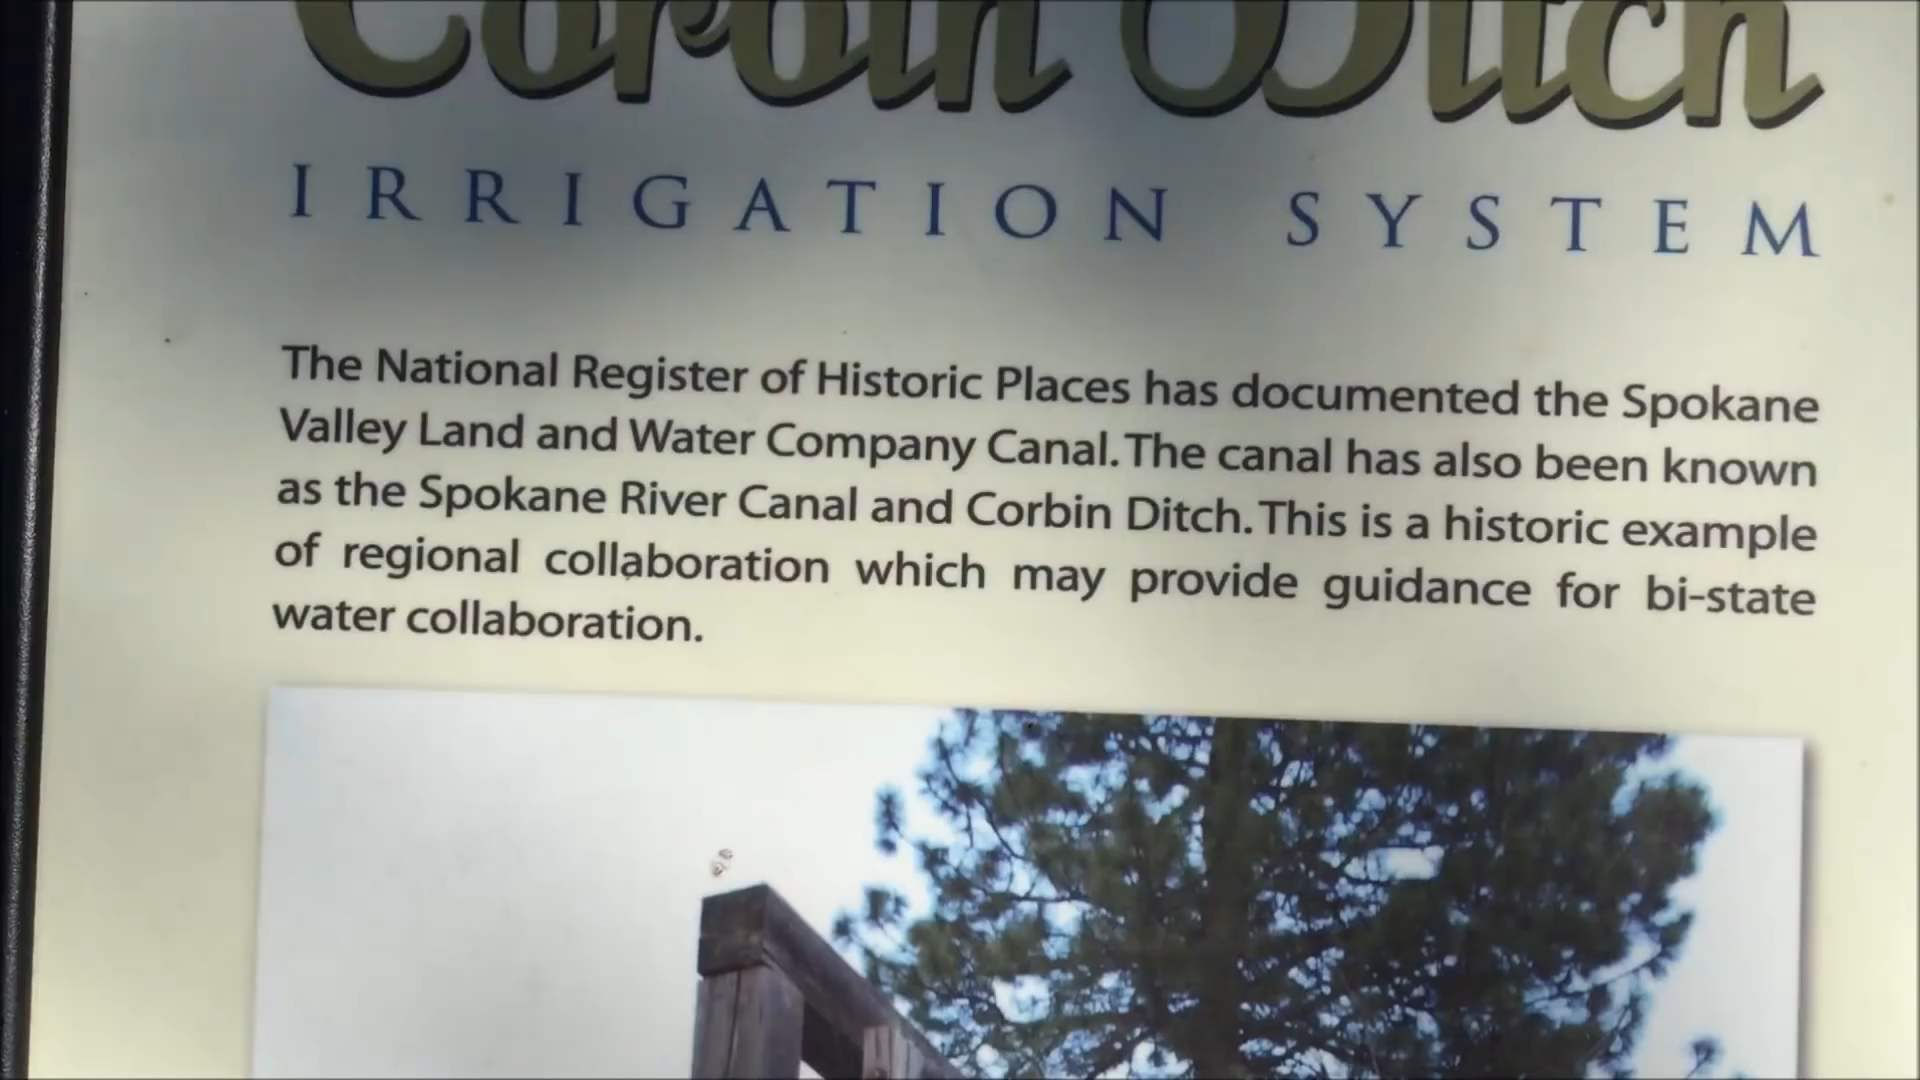 Corbin Ditch
IRRIGATION SYSTEM
The National Register of Historic Places has documented the Spokane
Valley Land and Water Company Canal. The canal has also been known
as the Spokane River Canal and Corbin Ditch. This is a historic example
of regional collaboration which may provide guidance for bi-state
water collaboration.